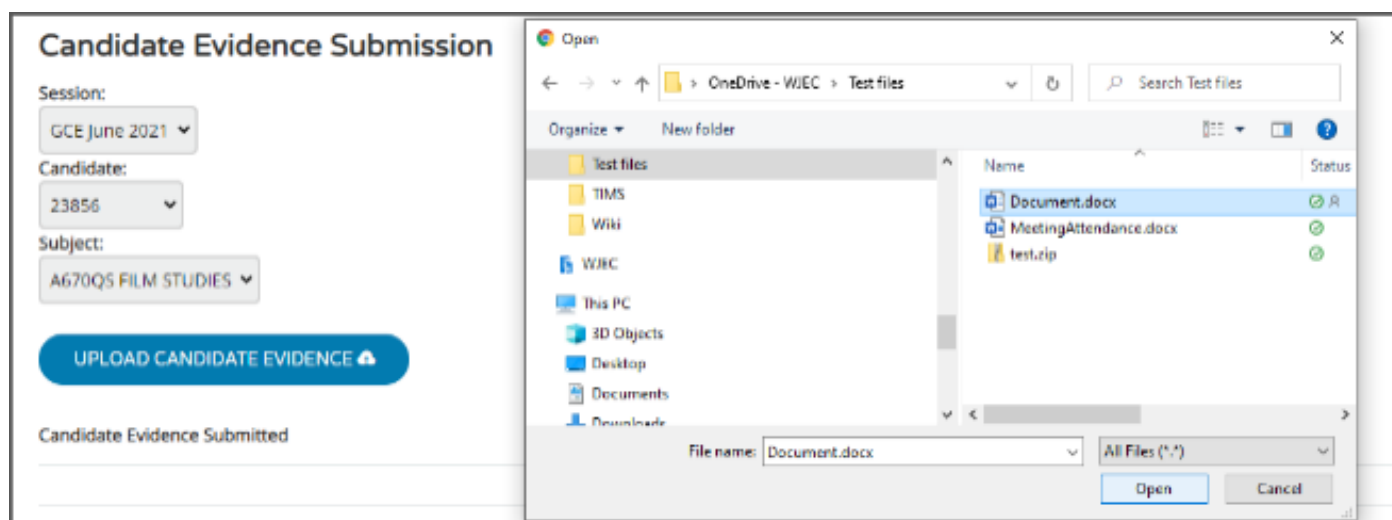 Candidate Evidence Submission
Session:
GCE June 2021
Candidate:
23856
Subject:
A670QS FILM STUDIES
UPLOAD CANDIDATE EVIDENCE
Candidate Evidence Submitted
Open
OneDrive - WJEC > Test files
Search Test files
Organize
New folder
Test files
TIMS
Wiki
WJEC
This PC
3D Objects
Desktop
Documents
Downloads
Name
Status
Document.docx
MeetingAttendance.docx
test.zip
File name:
Document.docx
All Files (*.*)
Open
Cancel